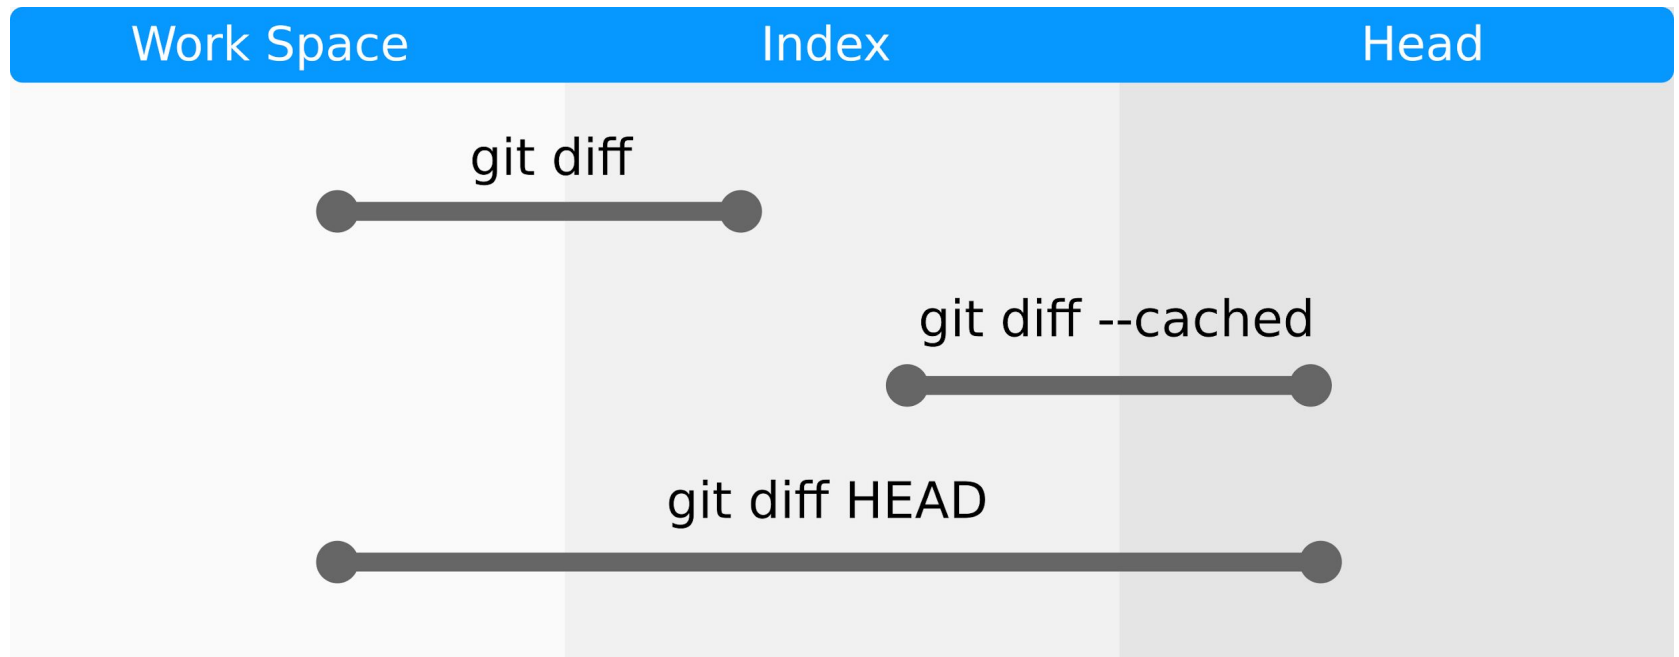 Work Space Index Head
git diff
git diff --cached
git diff HEAD